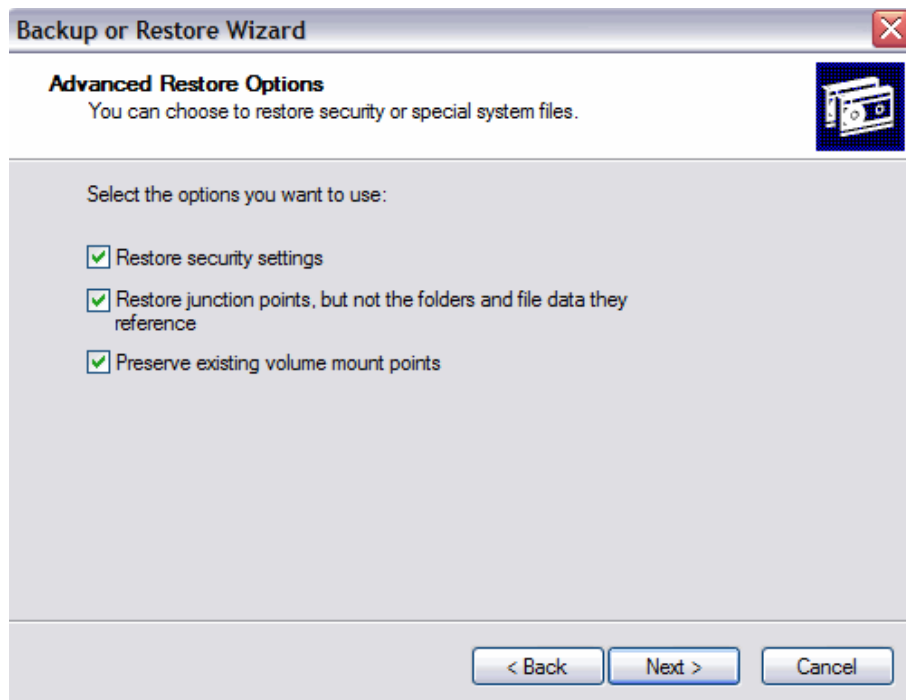 Backup or Restore Wizard
Advanced Restore Options
You can choose to restore security or special system files.
Select the options you want to use:
Restore security settings
Restore junction points, but not the folders and file data they
reference
Preserve existing volume mount points
< Back Next > Cancel